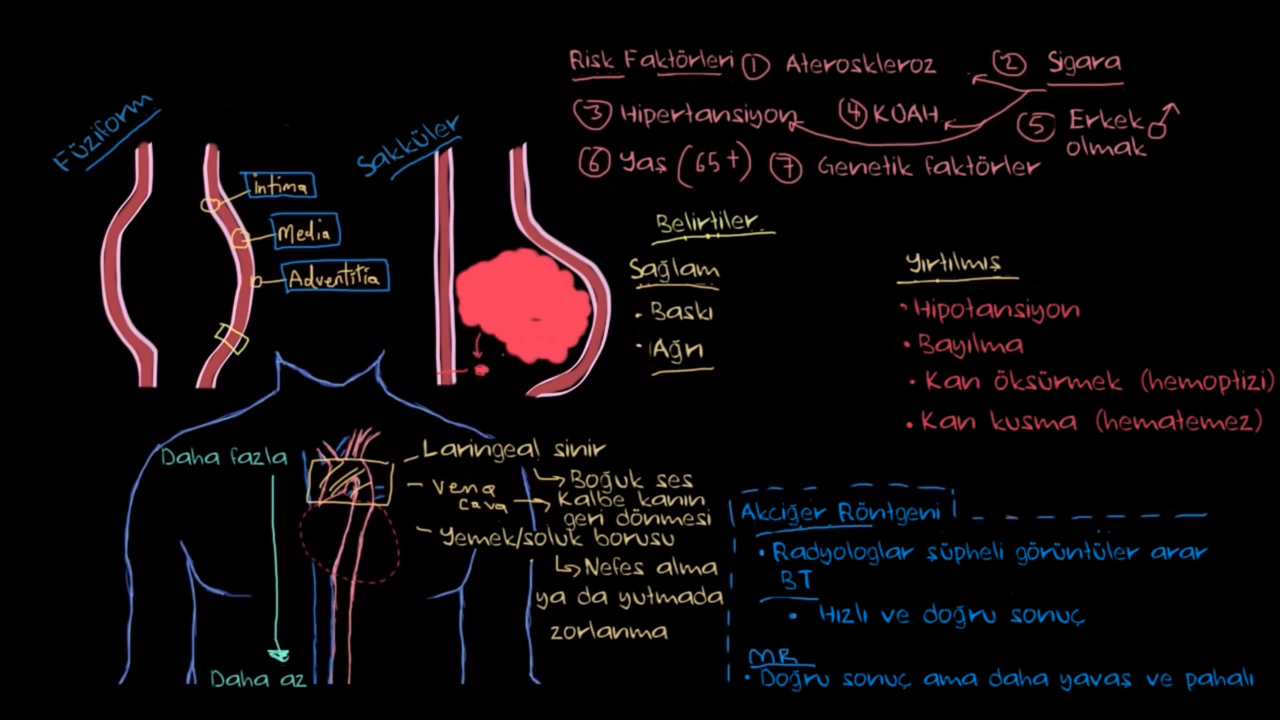 Risk Faktörleri ① Ateroskleroz ② Sigara
③ Hipertansiyon ④ KOAH ⑤ Erkek ♂
olmak
⑥ Yaş (65+) ⑦ Genetik faktörler
Füziform
Sakküler
İntima
Media
Adventitia
Belirtiler
Sağlam
• Baskı
• Ağrı
Yırtılmış
• Hipotansiyon
• Bayılma
• Kan öksürmek (hemoptizi)
• Kan kusma (hematemez)
Daha fazla
Daha az
- Laringeal sinir
↳ Boğuk ses
- Vena
cava → Kalbe kanın
geri dönmesi
- Yemek/soluk borusu
↳ Nefes alma
ya da yutmada
zorlanma
Akciğer Röntgeni
• Radyologlar şüpheli görüntüler arar
BT
• Hızlı ve doğru sonuç
MR
• Doğru sonuç ama daha yavaş ve pahalı